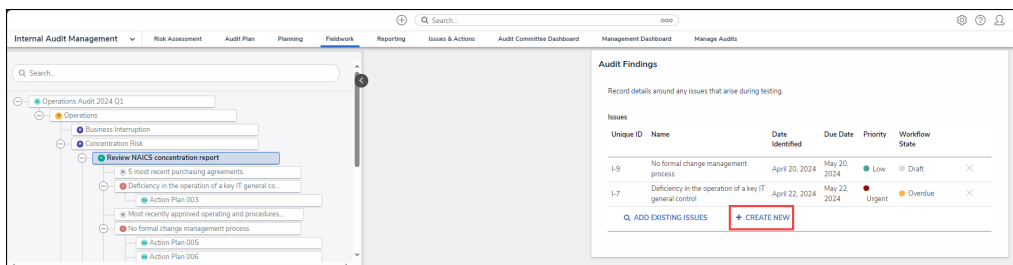 Search...
ooo
Internal Audit Management
Risk Assessment
Audit Plan
Planning
Fieldwork
Reporting
Issues & Actions
Audit Committee Dashboard
Management Dashboard
Manage Audits
Search...
Operations Audit 2024 Q1
Operations
Business Interruption
Concentration Risk
Review NAICS concentration report
5 most recent purchasing agreements
Deficiency in the operation of a key IT general co...
Action Plan 003
Most recently approved operating and procedures...
No formal change management process
Action Plan 005
Action Plan 006
Audit Findings
Record details around any issues that arise during testing.
Issues
Unique ID Name Date Identified Due Date Priority Workflow State
I-9 No formal change management process April 20, 2024 May 20, 2024 Low Draft
I-7 Deficiency in the operation of a key IT general control April 22, 2024 May 22, 2024 Urgent Overdue
ADD EXISTING ISSUES
+ CREATE NEW